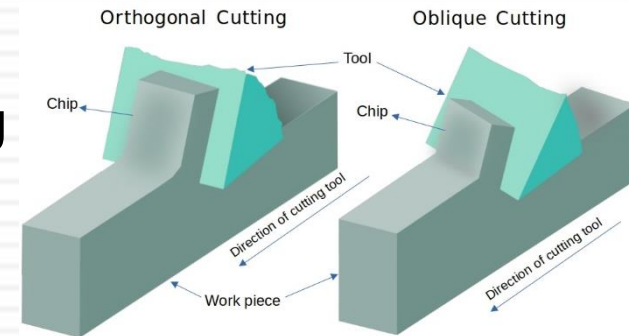 Orthogonal Cutting
Oblique Cutting
Tool
Chip
Chip
Direction of cutting tool
Direction of cutting tool
Work piece
g